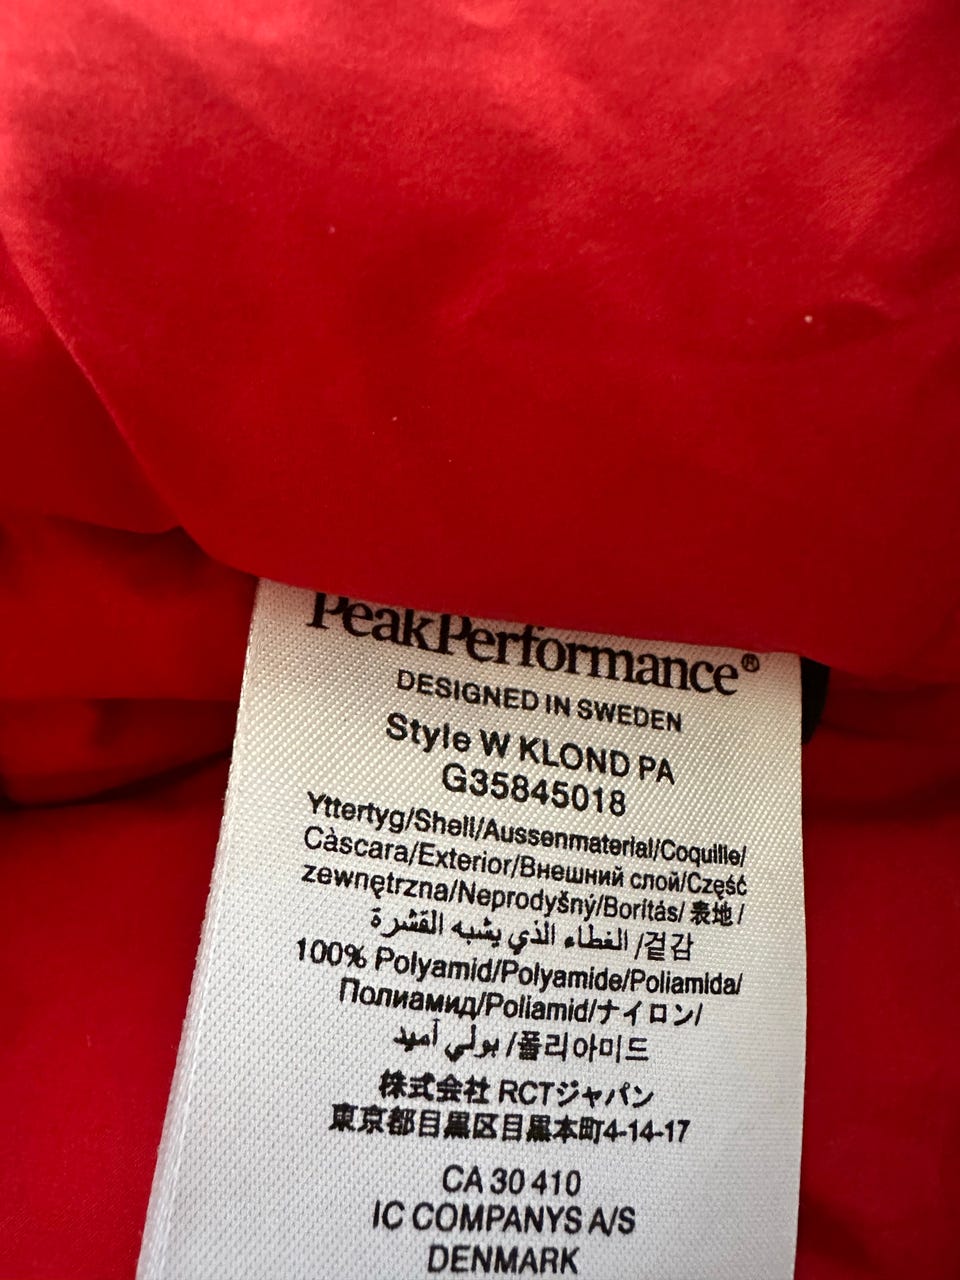 PeakPerformance®
DESIGNED IN SWEDEN
Style W KLOND PA
G35845018
Yttertyg/Shell/Aussenmaterial/Coquille/
Càscara/Exterior/Внешний слой/Część
zewnętrzna/Neprodyšný/Borítás/ 表地 /
الغطاء الذي يشبه القشرة /겉감
100% Polyamid/Polyamide/Poliamida/
Полиамид/Poliamid/ナイロン/
بولي أميد /폴리아미드
株式会社 RCTジャパン
東京都目黒区目黒本町4-14-17
CA 30 410
IC COMPANYS A/S
DENMARK